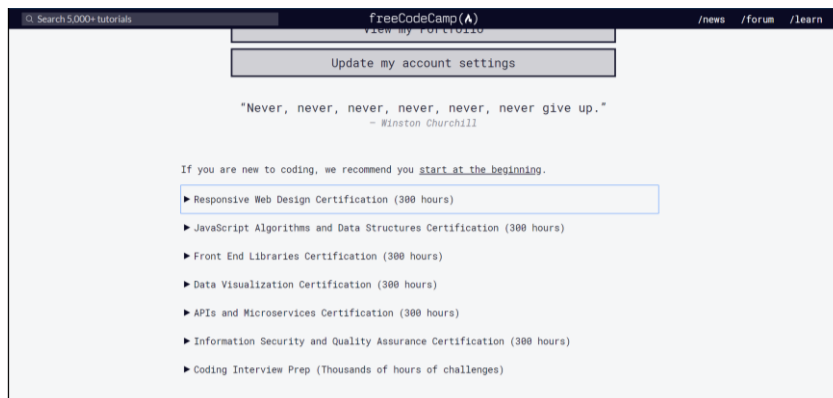 Search 5,000+ tutorials
freeCodeCamp(🔥)
/news /forum /learn
View my Portfolio
Update my account settings
"Never, never, never, never, never, never give up."
~ Winston Churchill
If you are new to coding, we recommend you start at the beginning.
▶ Responsive Web Design Certification (300 hours)
▶ JavaScript Algorithms and Data Structures Certification (300 hours)
▶ Front End Libraries Certification (300 hours)
▶ Data Visualization Certification (300 hours)
▶ APIs and Microservices Certification (300 hours)
▶ Information Security and Quality Assurance Certification (300 hours)
▶ Coding Interview Prep (Thousands of hours of challenges)